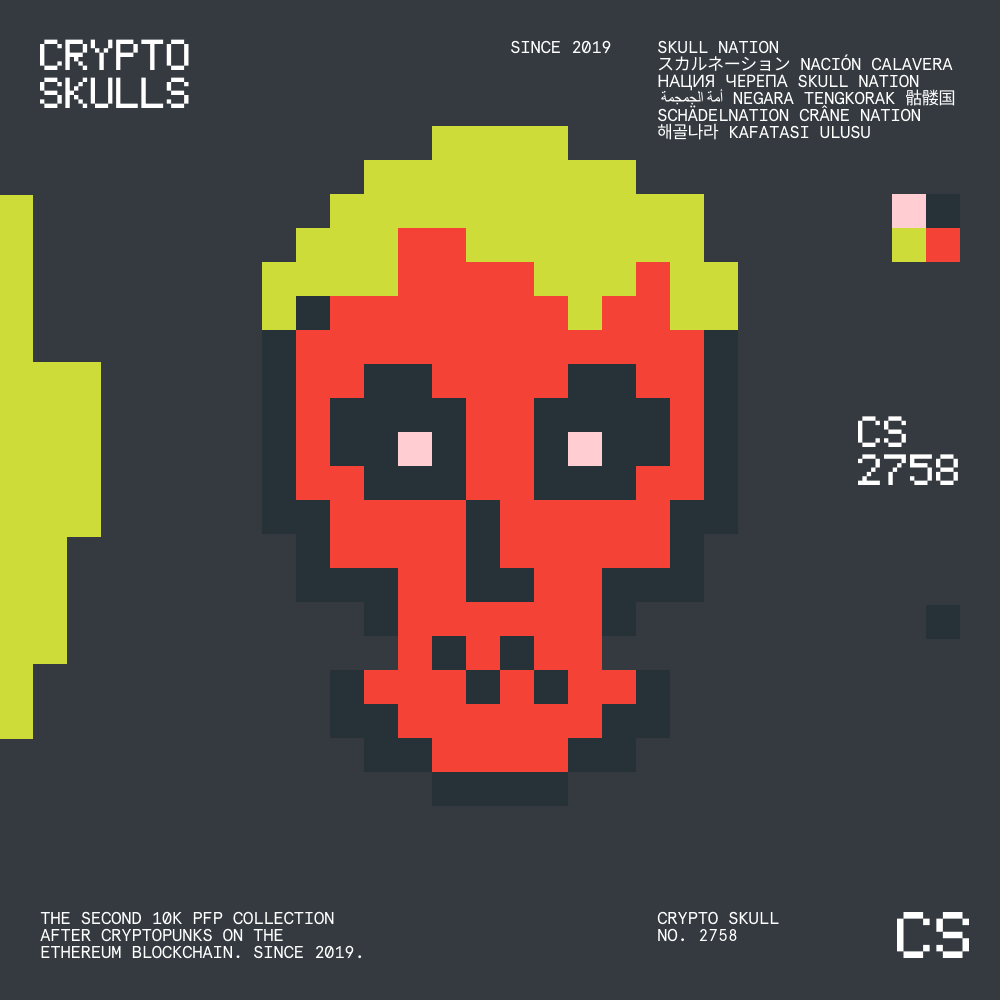 CRYPTO
SKULLS
SINCE 2019
SKULL NATION
スカルネーション NACIÓN CALAVERA
НАЦИЯ ЧЕРЕПА SKULL NATION
أمة الجمجمة NEGARA TENGKORAK 骷髅国
SCHÄDELNATION CRÂNE NATION
해골나라 KAFATASI ULUSU
CS
2758
THE SECOND 10K PFP COLLECTION
AFTER CRYPTOPUNKS ON THE
ETHEREUM BLOCKCHAIN. SINCE 2019.
CRYPTO SKULL
NO. 2758
CS